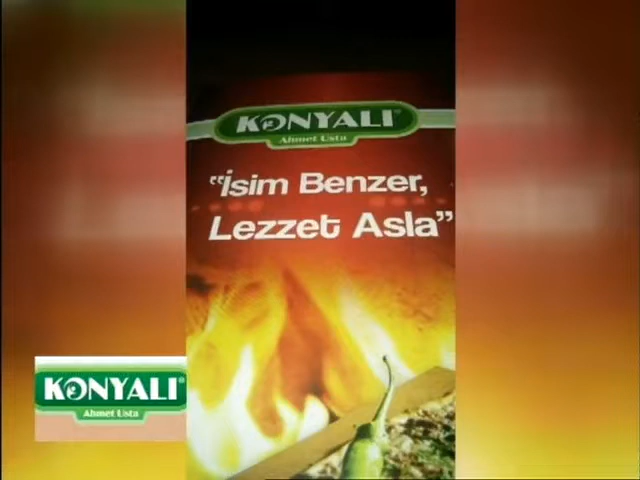 KONYALI®
Ahmet Usta
"İsim Benzer,
Lezzet Asla"
KONYALI®
Ahmet Usta